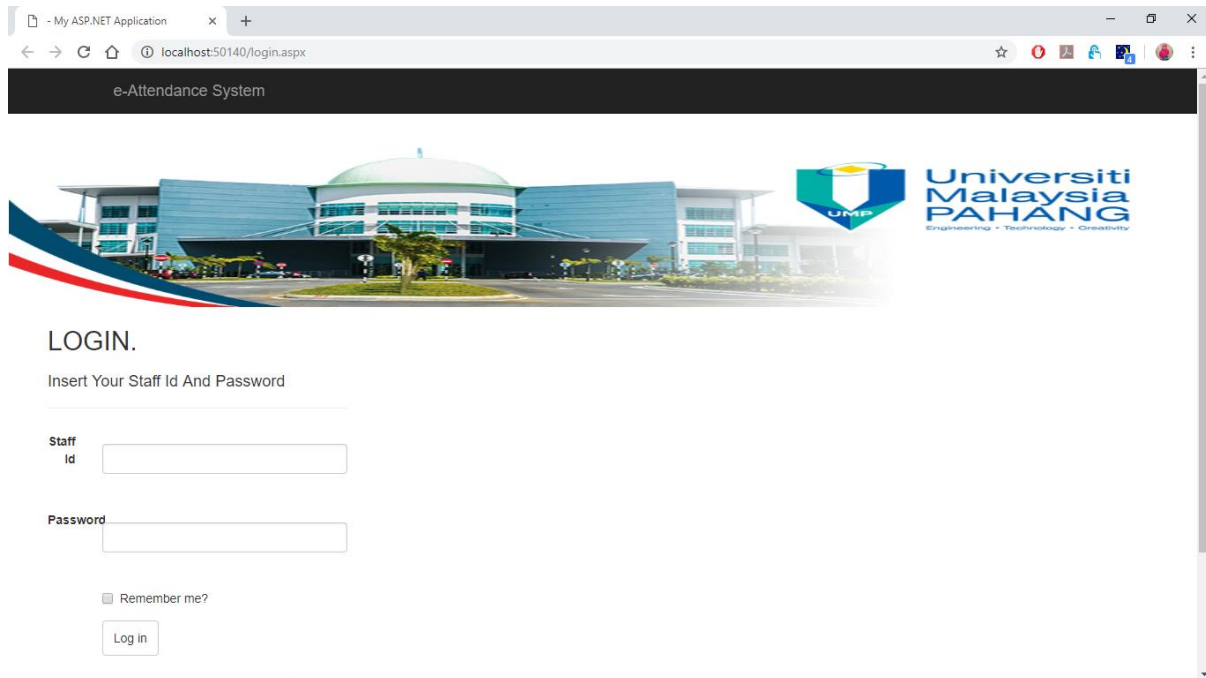 - My ASP.NET Application
localhost:50140/login.aspx
4
e-Attendance System
UMP
Universiti
Malaysia
PAHANG
Engineering • Technology • Creativity
LOGIN.
Insert Your Staff Id And Password
Staff
Id
Password
Remember me?
Log in